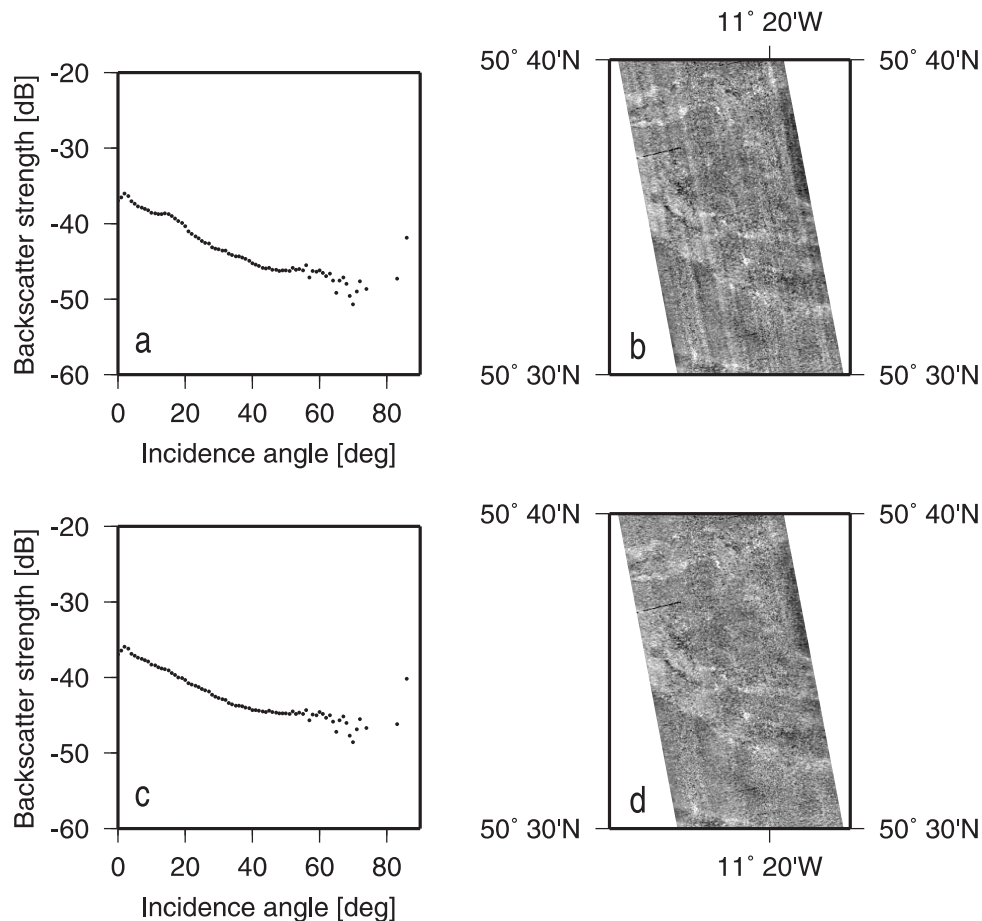 11° 20'W
-20
-30
-40
-50
-60
Backscatter strength [dB]
a
0 20 40 60 80
Incidence angle [deg]
50° 40'N 50° 40'N
b
50° 30'N 50° 30'N
-20
-30
-40
-50
-60
Backscatter strength [dB]
c
0 20 40 60 80
Incidence angle [deg]
50° 40'N 50° 40'N
d
50° 30'N 50° 30'N
11° 20'W